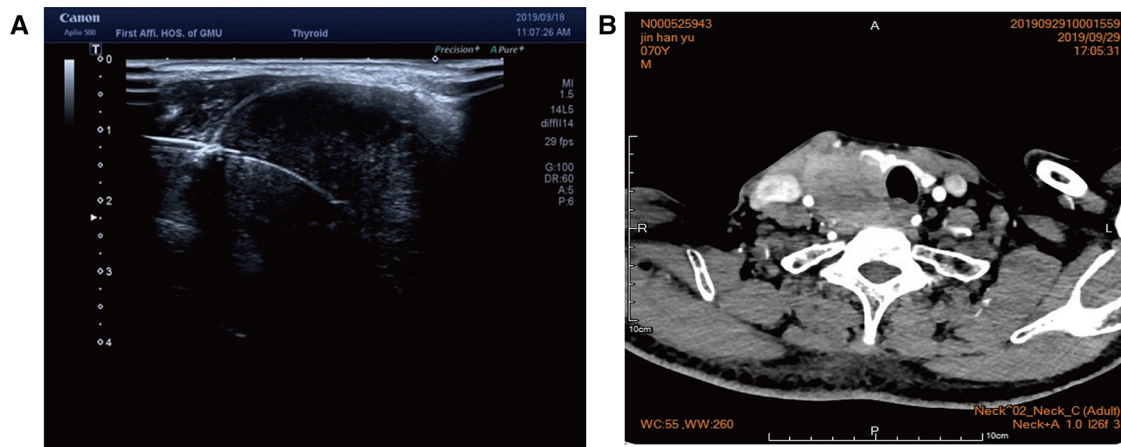 A
Canon
Aplio 500
First Affi. HOS. of GMU
Thyroid
2019/09/18
11:07:26 AM
Precision+ A Pure+
T
0
1
2
3
4
MI
1.5
14L5
diffII14
29 fps
G:100
DR:60
A:5
P:6
B
N000525943
jin han yu
070Y
M
A
2019092910001559
2019/09/29
17:05:31
R
L
10cm
WC:55 ,WW:260
P
10cm
Neck^02_Neck_C (Adult)
Neck+A 1.0 I26f 3